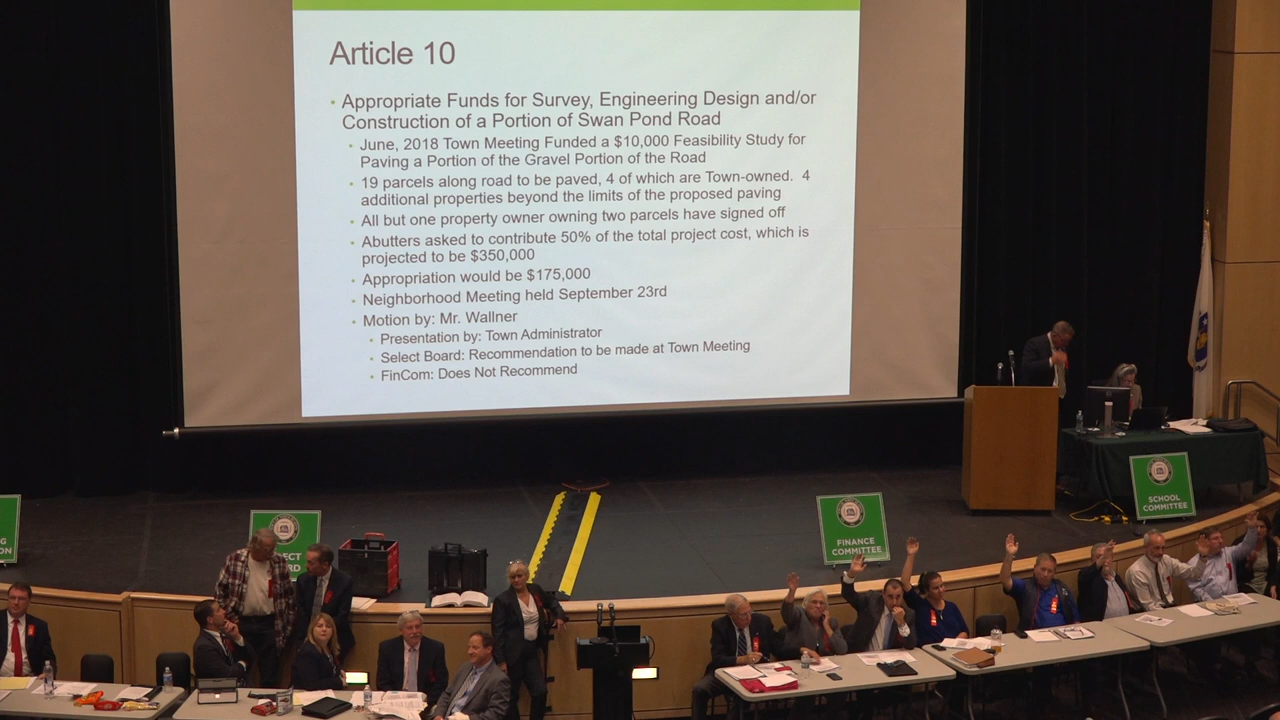 Article 10
• Appropriate Funds for Survey, Engineering Design and/or
Construction of a Portion of Swan Pond Road
• June, 2018 Town Meeting Funded a $10,000 Feasibility Study for
Paving a Portion of the Gravel Portion of the Road
• 19 parcels along road to be paved, 4 of which are Town-owned. 4
additional properties beyond the limits of the proposed paving
• All but one property owner owning two parcels have signed off
• Abutters asked to contribute 50% of the total project cost, which is
projected to be $350,000
• Appropriation would be $175,000
• Neighborhood Meeting held September 23rd
• Motion by: Mr. Wallner
• Presentation by: Town Administrator
• Select Board: Recommendation to be made at Town Meeting
• FinCom: Does Not Recommend
SCHOOL
COMMITTEE
FINANCE
COMMITTEE
ECT
RD
G
ON